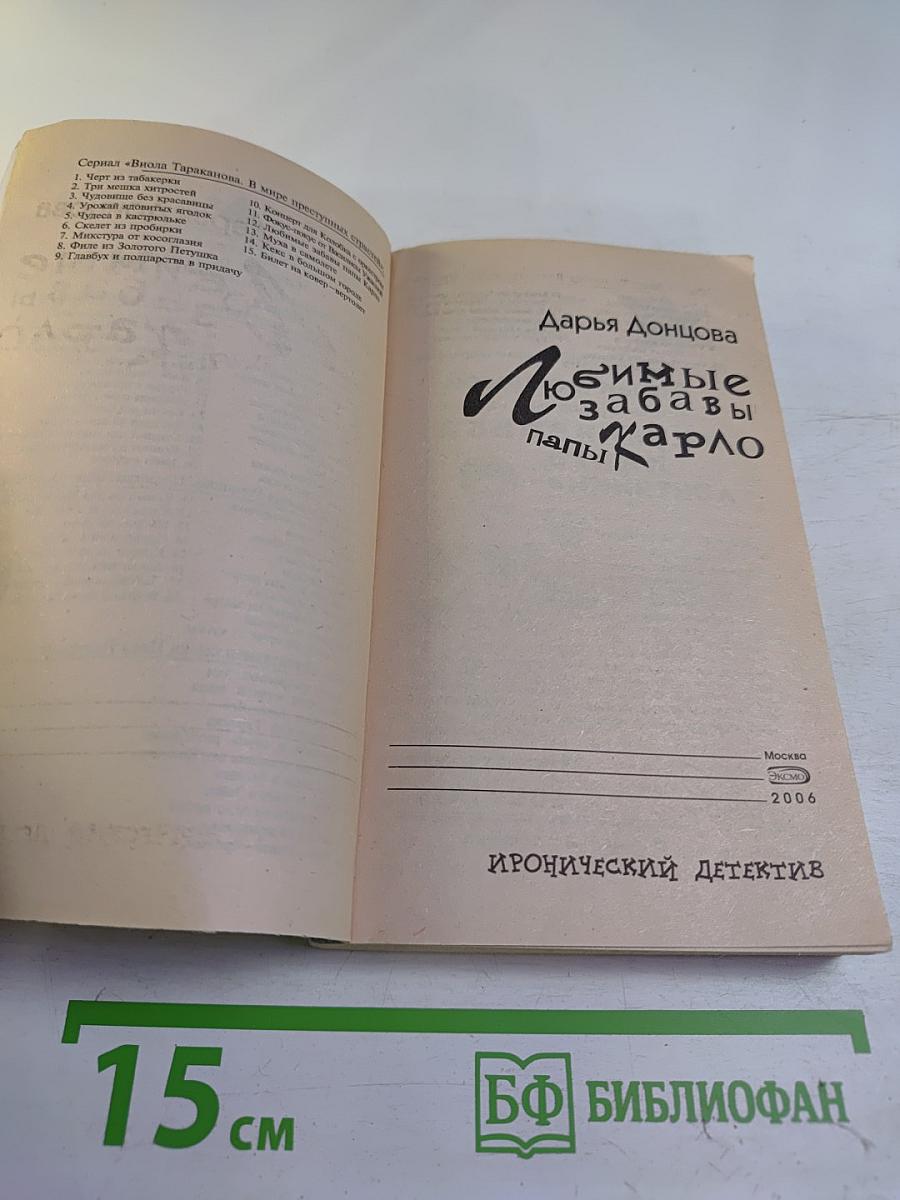 Сериал «Виола Тараканова. В мире преступных страстей»:
1. Черт из табакерки
2. Три мешка хитростей
3. Чудовище без красавицы
4. Урожай ядовитых ягодок
5. Чудеса в кастрюльке
6. Скелет из пробирки
7. Микстура от косоглазия
8. Филе из Золотого Петушка
9. Главбух и полцарства в придачу
10. Концерт для Колобка с оркестром
11. Фокус-покус от Василисы Ужасной
12. Любимые забавы папы Карло
13. Муха в самолете
14. Кекс в большом городе
15. Билет на ковер-вертолет
Дарья Донцова
Любимые
забавы
папы Карло
Москва
ЭКСМО
2006
ИРОНИЧЕСКИЙ ДЕТЕКТИВ
15 см
БФ БИБЛИОФАН